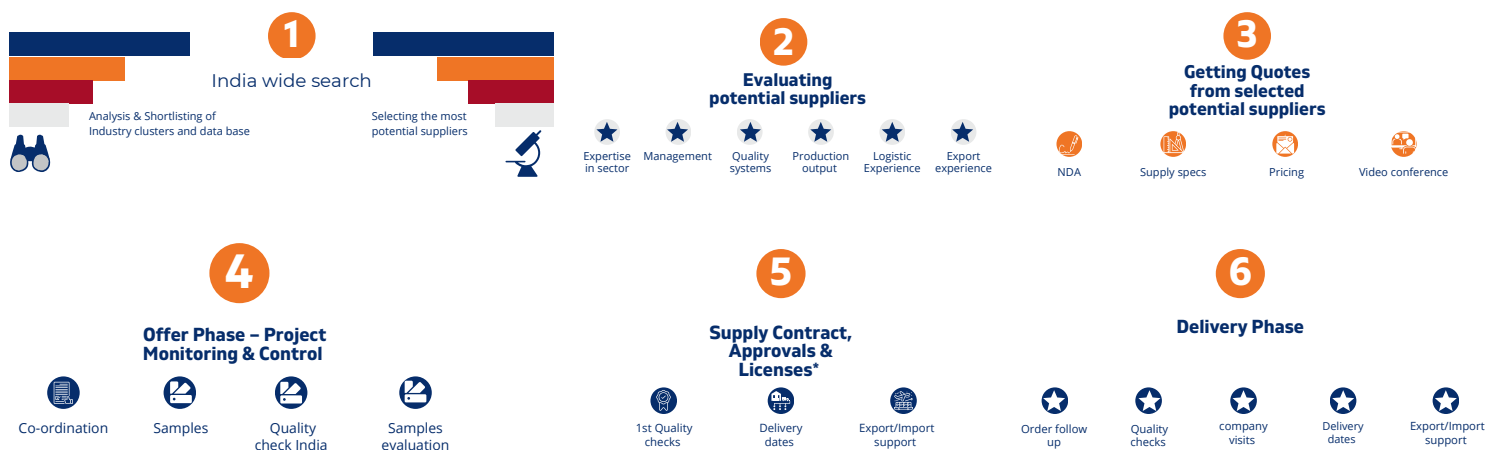 1
India wide search
Analysis & Shortlisting of
Industry clusters and data base
Selecting the most
potential suppliers
2
Evaluating
potential suppliers
Expertise
in sector
Management
Quality
systems
Production
output
Logistic
Experience
Export
experience
3
Getting Quotes
from selected
potential suppliers
NDA
Supply specs
Pricing
Video conference
4
Offer Phase – Project
Monitoring & Control
Co-ordination
Samples
Quality
check India
Samples
evaluation
5
Supply Contract,
Approvals &
Licenses*
1st Quality
checks
Delivery
dates
Export/Import
support
6
Delivery Phase
Order follow
up
Quality
checks
company
visits
Delivery
dates
Export/Import
support